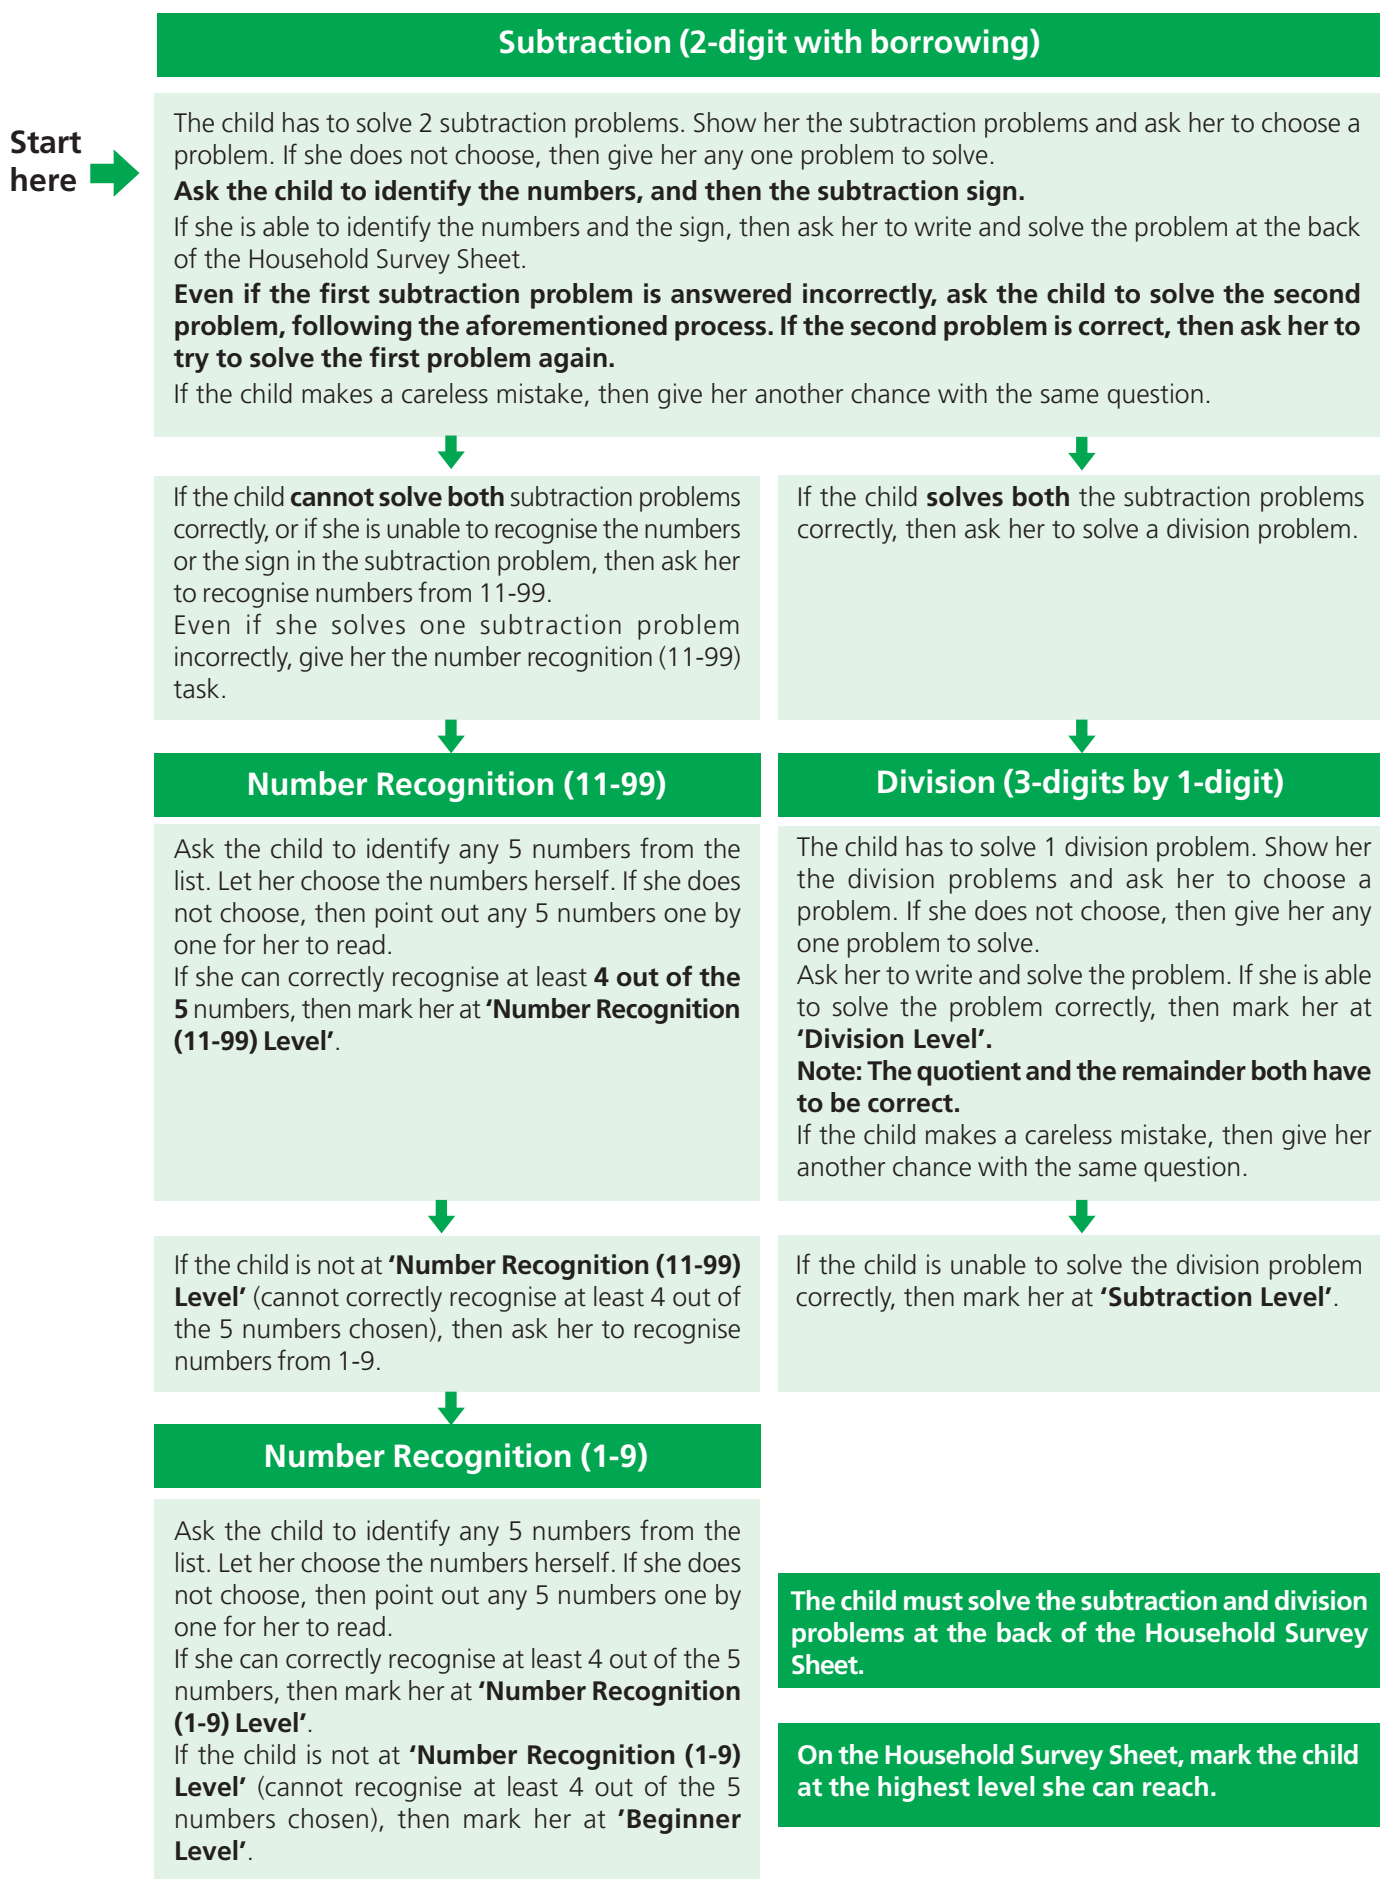 Subtraction (2-digit with borrowing)
Start
here
The child has to solve 2 subtraction problems. Show her the subtraction problems and ask her to choose a
problem. If she does not choose, then give her any one problem to solve.
Ask the child to identify the numbers, and then the subtraction sign.
If she is able to identify the numbers and the sign, then ask her to write and solve the problem at the back
of the Household Survey Sheet.
Even if the first subtraction problem is answered incorrectly, ask the child to solve the second
problem, following the aforementioned process. If the second problem is correct, then ask her to
try to solve the first problem again.
If the child makes a careless mistake, then give her another chance with the same question.
If the child cannot solve both subtraction problems
correctly, or if she is unable to recognise the numbers
or the sign in the subtraction problem, then ask her
to recognise numbers from 11-99.
Even if she solves one subtraction problem
incorrectly, give her the number recognition (11-99)
task.
If the child solves both the subtraction problems
correctly, then ask her to solve a division problem.
Number Recognition (11-99)
Ask the child to identify any 5 numbers from the
list. Let her choose the numbers herself. If she does
not choose, then point out any 5 numbers one by
one for her to read.
If she can correctly recognise at least 4 out of the
5 numbers, then mark her at ‘Number Recognition
(11-99) Level’.
Division (3-digits by 1-digit)
The child has to solve 1 division problem. Show her
the division problems and ask her to choose a
problem. If she does not choose, then give her any
one problem to solve.
Ask her to write and solve the problem. If she is able
to solve the problem correctly, then mark her at
‘Division Level’.
Note: The quotient and the remainder both have
to be correct.
If the child makes a careless mistake, then give her
another chance with the same question.
If the child is not at ‘Number Recognition (11-99)
Level’ (cannot correctly recognise at least 4 out of
the 5 numbers chosen), then ask her to recognise
numbers from 1-9.
If the child is unable to solve the division problem
correctly, then mark her at ‘Subtraction Level’.
Number Recognition (1-9)
Ask the child to identify any 5 numbers from the
list. Let her choose the numbers herself. If she does
not choose, then point out any 5 numbers one by
one for her to read.
If she can correctly recognise at least 4 out of the 5
numbers, then mark her at ‘Number Recognition
(1-9) Level’.
If the child is not at ‘Number Recognition (1-9)
Level’ (cannot recognise at least 4 out of the 5
numbers chosen), then mark her at ’Beginner
Level’.
The child must solve the subtraction and division
problems at the back of the Household Survey
Sheet.
On the Household Survey Sheet, mark the child
at the highest level she can reach.